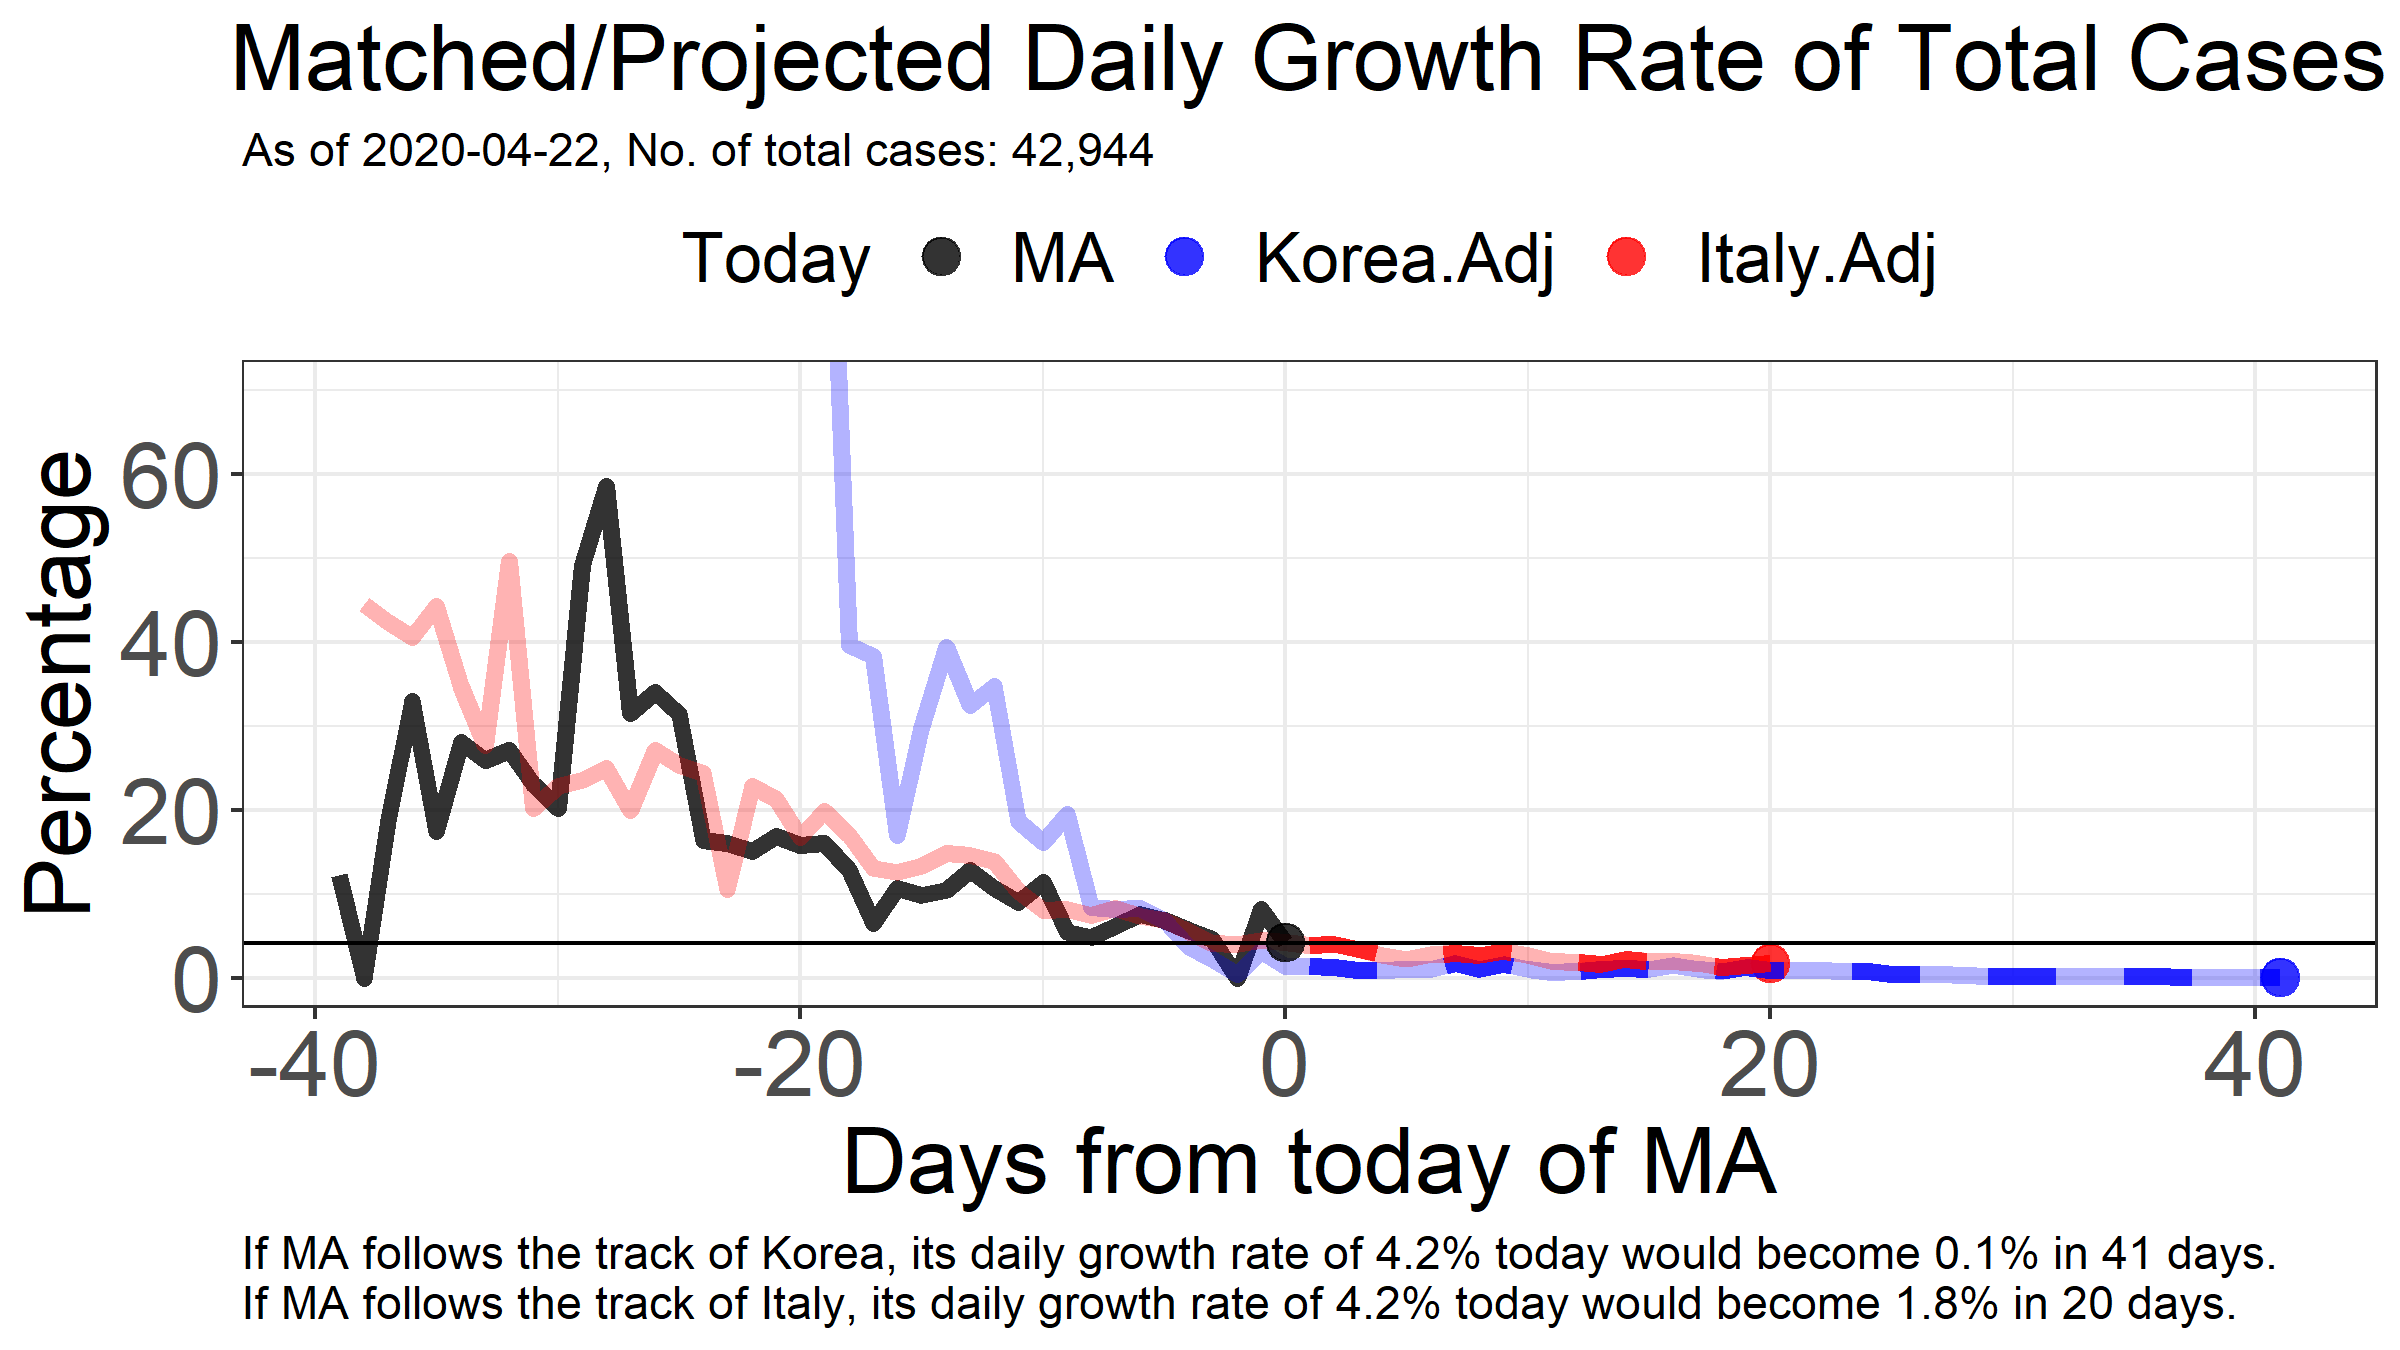 Matched/Projected Daily Growth Rate of Total Cases
As of 2020-04-22, No. of total cases: 42,944
Today MA Korea.Adj Italy.Adj
Percentage
60
40
20
0
-40 -20 0 20 40
Days from today of MA
If MA follows the track of Korea, its daily growth rate of 4.2% today would become 0.1% in 41 days.
If MA follows the track of Italy, its daily growth rate of 4.2% today would become 1.8% in 20 days.